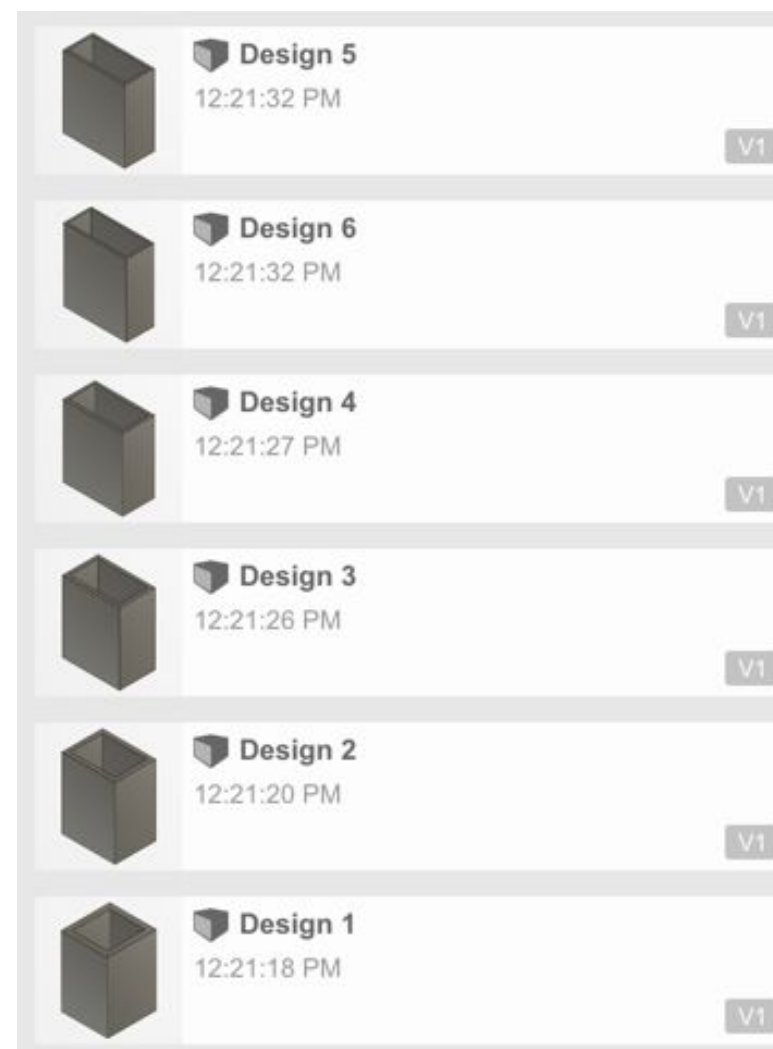 Design 5
12:21:32 PM
V1
Design 6
12:21:32 PM
V1
Design 4
12:21:27 PM
V1
Design 3
12:21:26 PM
V1
Design 2
12:21:20 PM
V1
Design 1
12:21:18 PM
V1